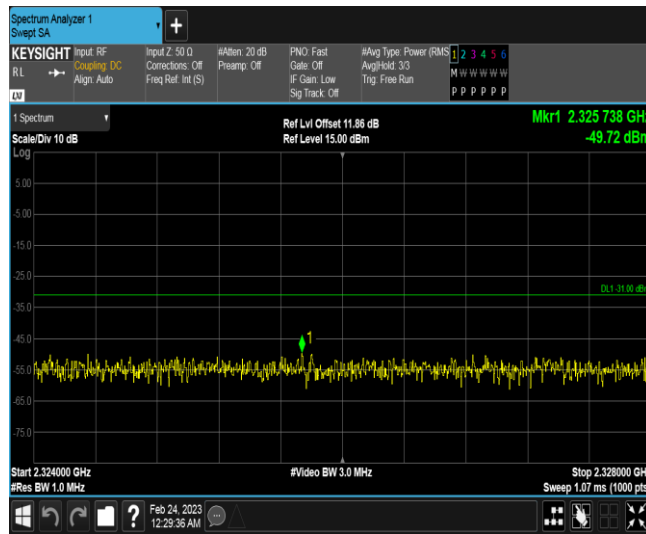 Spectrum Analyzer 1
Swept SA
+
KEYSIGHT
RL
LXI
Input: RF
Coupling: DC
Align: Auto
Input Z: 50 Ω
Corrections: Off
Freq Ref: Int (S)
#Atten: 20 dB
Preamp: Off
PNO: Fast
Gate: Off
IF Gain: Low
Sig Track: Off
#Avg Type: Power (RMS
Avg|Hold: 3/3
Trig: Free Run
1 2 3 4 5 6
M W W W W W
P P P P P P
1 Spectrum
Scale/Div 10 dB
Log
Ref Lvl Offset 11.86 dB
Ref Level 15.00 dBm
Mkr1 2.325 738 GHz
-49.72 dBm
5.00
-5.00
-15.0
-25.0
DL1 -31.00 dBm
-35.0
-45.0
1
-55.0
-65.0
-75.0
Start 2.324000 GHz
#Res BW 1.0 MHz
#Video BW 3.0 MHz
Stop 2.328000 GH
Sweep 1.07 ms (1000 pts
?
Feb 24, 2023
12:29:36 AM